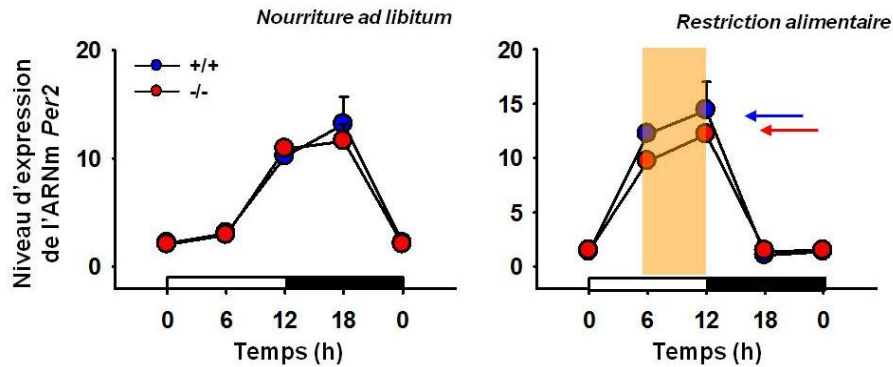 Nourriture ad libitum
Niveau d'expression
de l'ARNm Per2
20
10
0
+/+
-/-
0 6 12 18 0
Temps (h)
Restriction alimentaire
20
15
10
5
0
0 6 12 18 0
Temps (h)